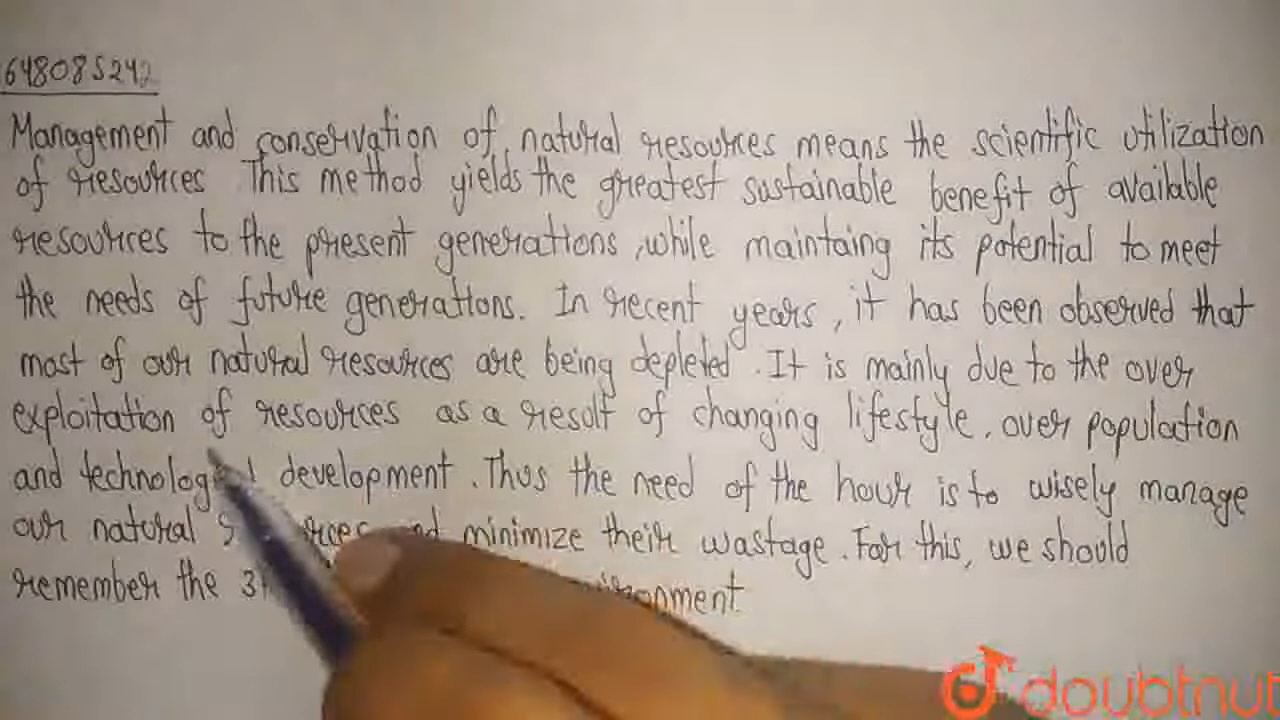 648085242
Management and conservation of natural resources means the scientific utilization
of resources This method yields the greatest sustainable benefit of available
resources to the present generations, while maintaing its potential to meet
the needs of future generations. In recent years, it has been observed that
most of our natural resources are being depleted. It is mainly due to the over
exploitation of resources as a result of changing lifestyle, over population
and development. Thus the need of the hour is to wisely manage
our natural minimize their wastage. For this, we should
remember the
doubtnut